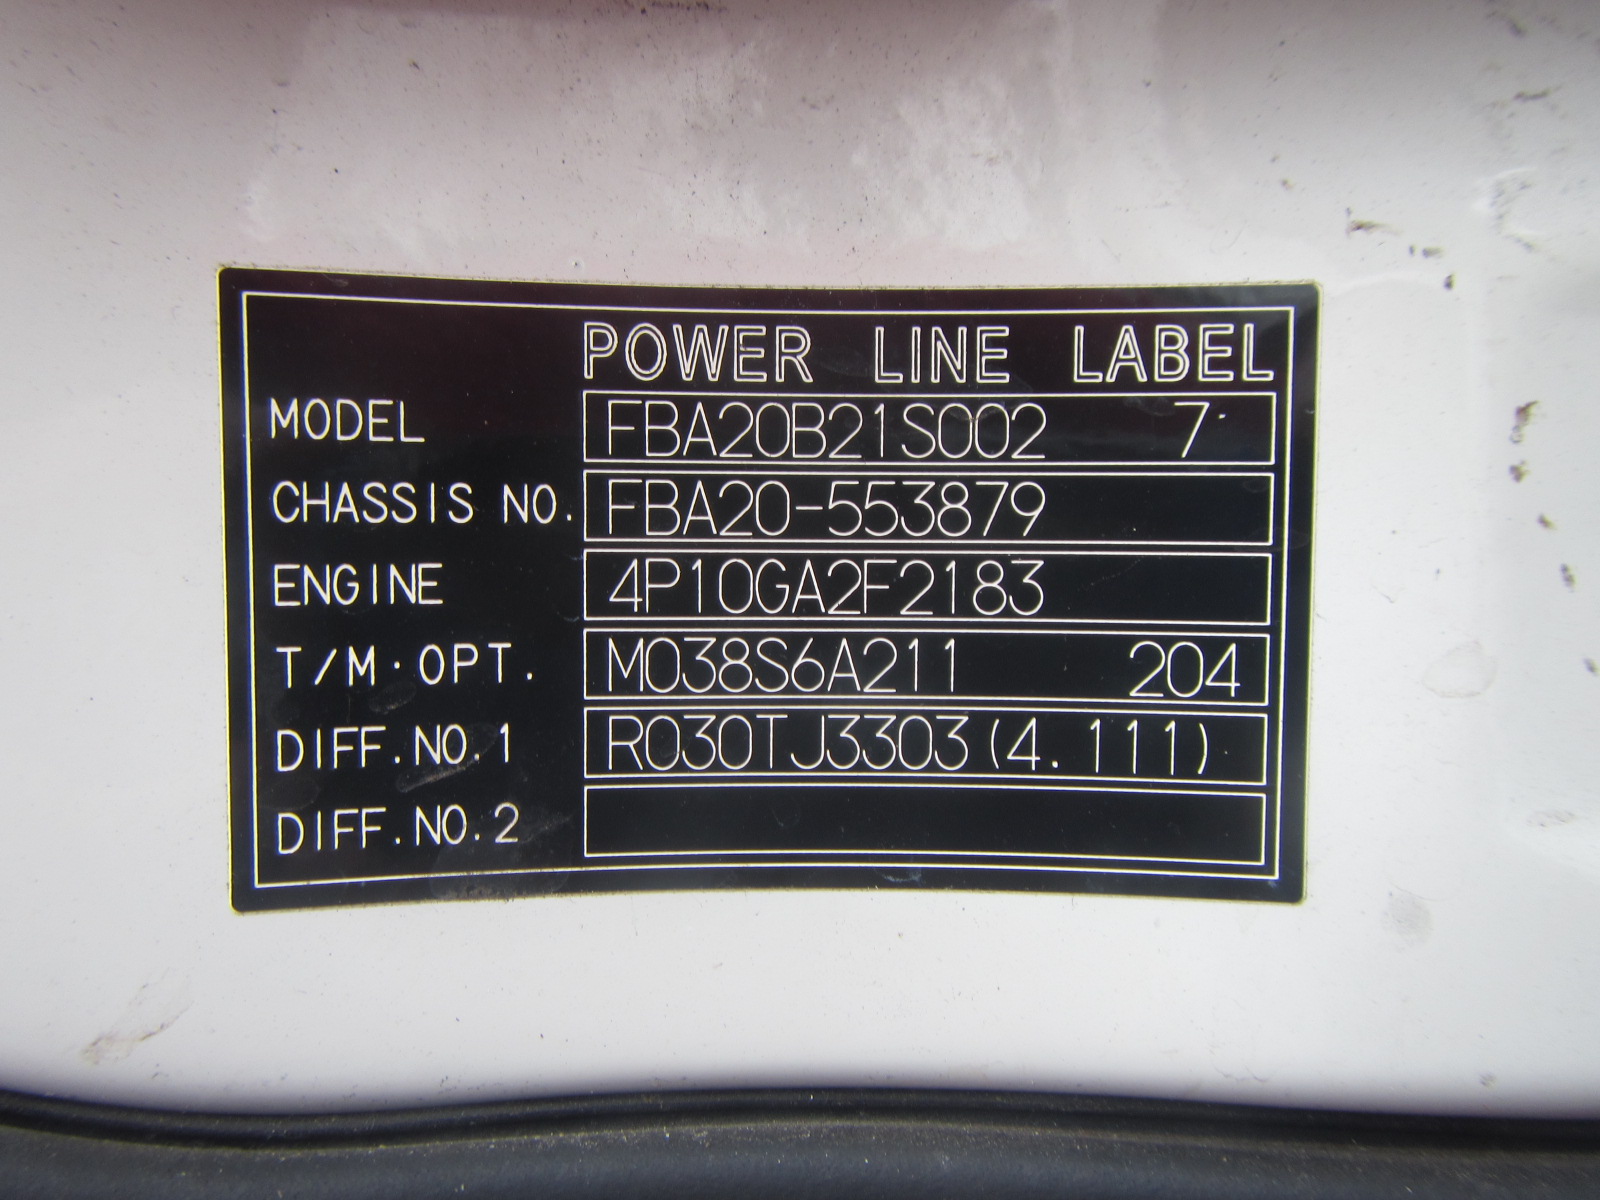 POWER LINE LABEL
MODEL FBA20B21S002 7
CHASSIS NO. FBA20-553879
ENGINE 4P10GA2F2183
T/M·OPT. M038S6A211 204
DIFF.NO.1 R030TJ3303(4.111)
DIFF.NO.2